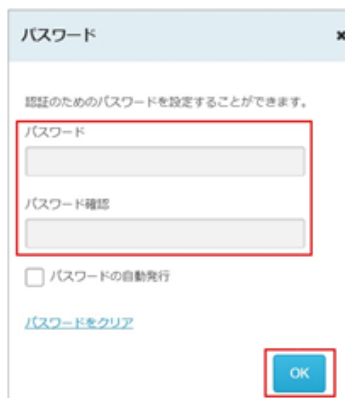 パスワード
認証のためのパスワードを設定することができます。
パスワード
パスワード確認
パスワードの自動発行
パスワードをクリア
OK